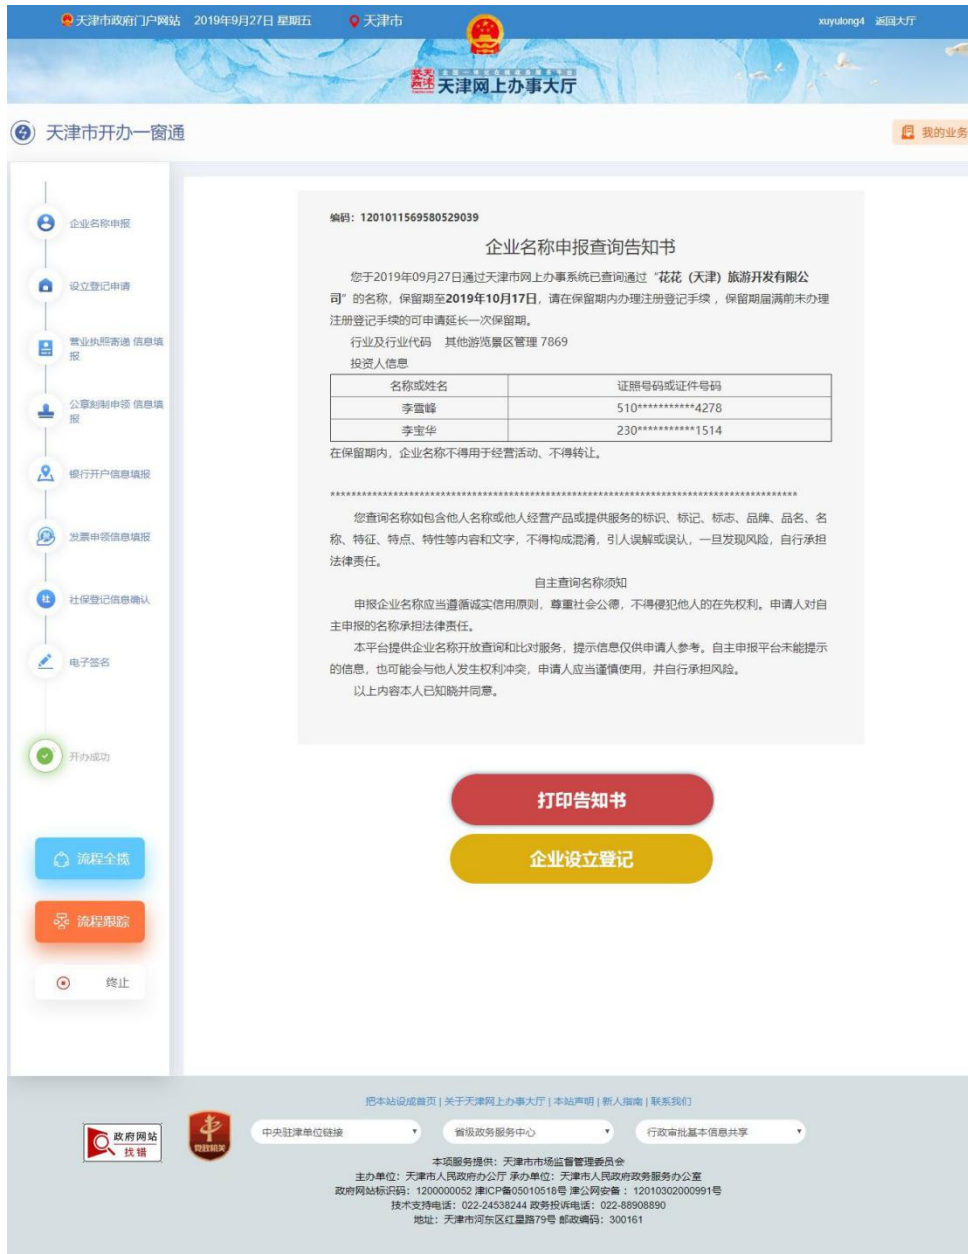 天津市政府门户网站 2019年9月27日 星期五 天津市 xuyulong4 返回大厅
天津网上办事大厅
天津市开办一窗通 我的业务
企业名称申报
设立登记申请
营业执照寄递 信息填
报
公章刻制申领 信息填
报
银行开户信息填报
发票申领信息填报
社保登记信息确认
电子签名
开办成功
流程全揽
流程跟踪
终止
编码：1201011569580529039
企业名称申报查询告知书
您于2019年09月27日通过天津市网上办事系统已查询通过“花花（天津）旅游开发有限公
司”的名称，保留期至2019年10月17日，请在保留期内办理注册登记手续，保留期届满前未办理
注册登记手续的可申请延长一次保留期。
行业及行业代码 其他游览景区管理 7869
投资人信息
名称或姓名 证照号码或证件号码
李雪峰 510***********4278
李宝华 230***********1514
在保留期内，企业名称不得用于经营活动、不得转让。
******************************************************************************************
您查询名称如包含他人名称或他人经营产品或提供服务的标识、标记、标志、品牌、品名、名
称、特征、特点、特性等内容和文字，不得构成混淆，引人误解或误认，一旦发现风险，自行承担
法律责任。
自主查询名称须知
申报企业名称应当遵循诚实信用原则，尊重社会公德，不得侵犯他人的在先权利。申请人对自
主申报的名称承担法律责任。
本平台提供企业名称开放查询和比对服务，提示信息仅供申请人参考。自主申报平台未能提示
的信息，也可能会与他人发生权利冲突，申请人应当谨慎使用，并自行承担风险。
以上内容本人已知晓并同意。
打印告知书
企业设立登记
把本站设成首页 | 关于天津网上办事大厅 | 本站声明 | 新人指南 | 联系我们
政府网站
找错
党政机关
中央驻津单位链接 省级政务服务中心 行政审批基本信息共享
本项服务提供：天津市市场监督管理委员会
主办单位：天津市人民政府办公厅 承办单位：天津市人民政府政务服务办公室
政府网站标识码：1200000052 津ICP备05010518号 津公网安备：12010302000991号
技术支持电话：022-24538244 政务投诉电话：022-88908890
地址：天津市河东区红星路79号 邮政编码：300161